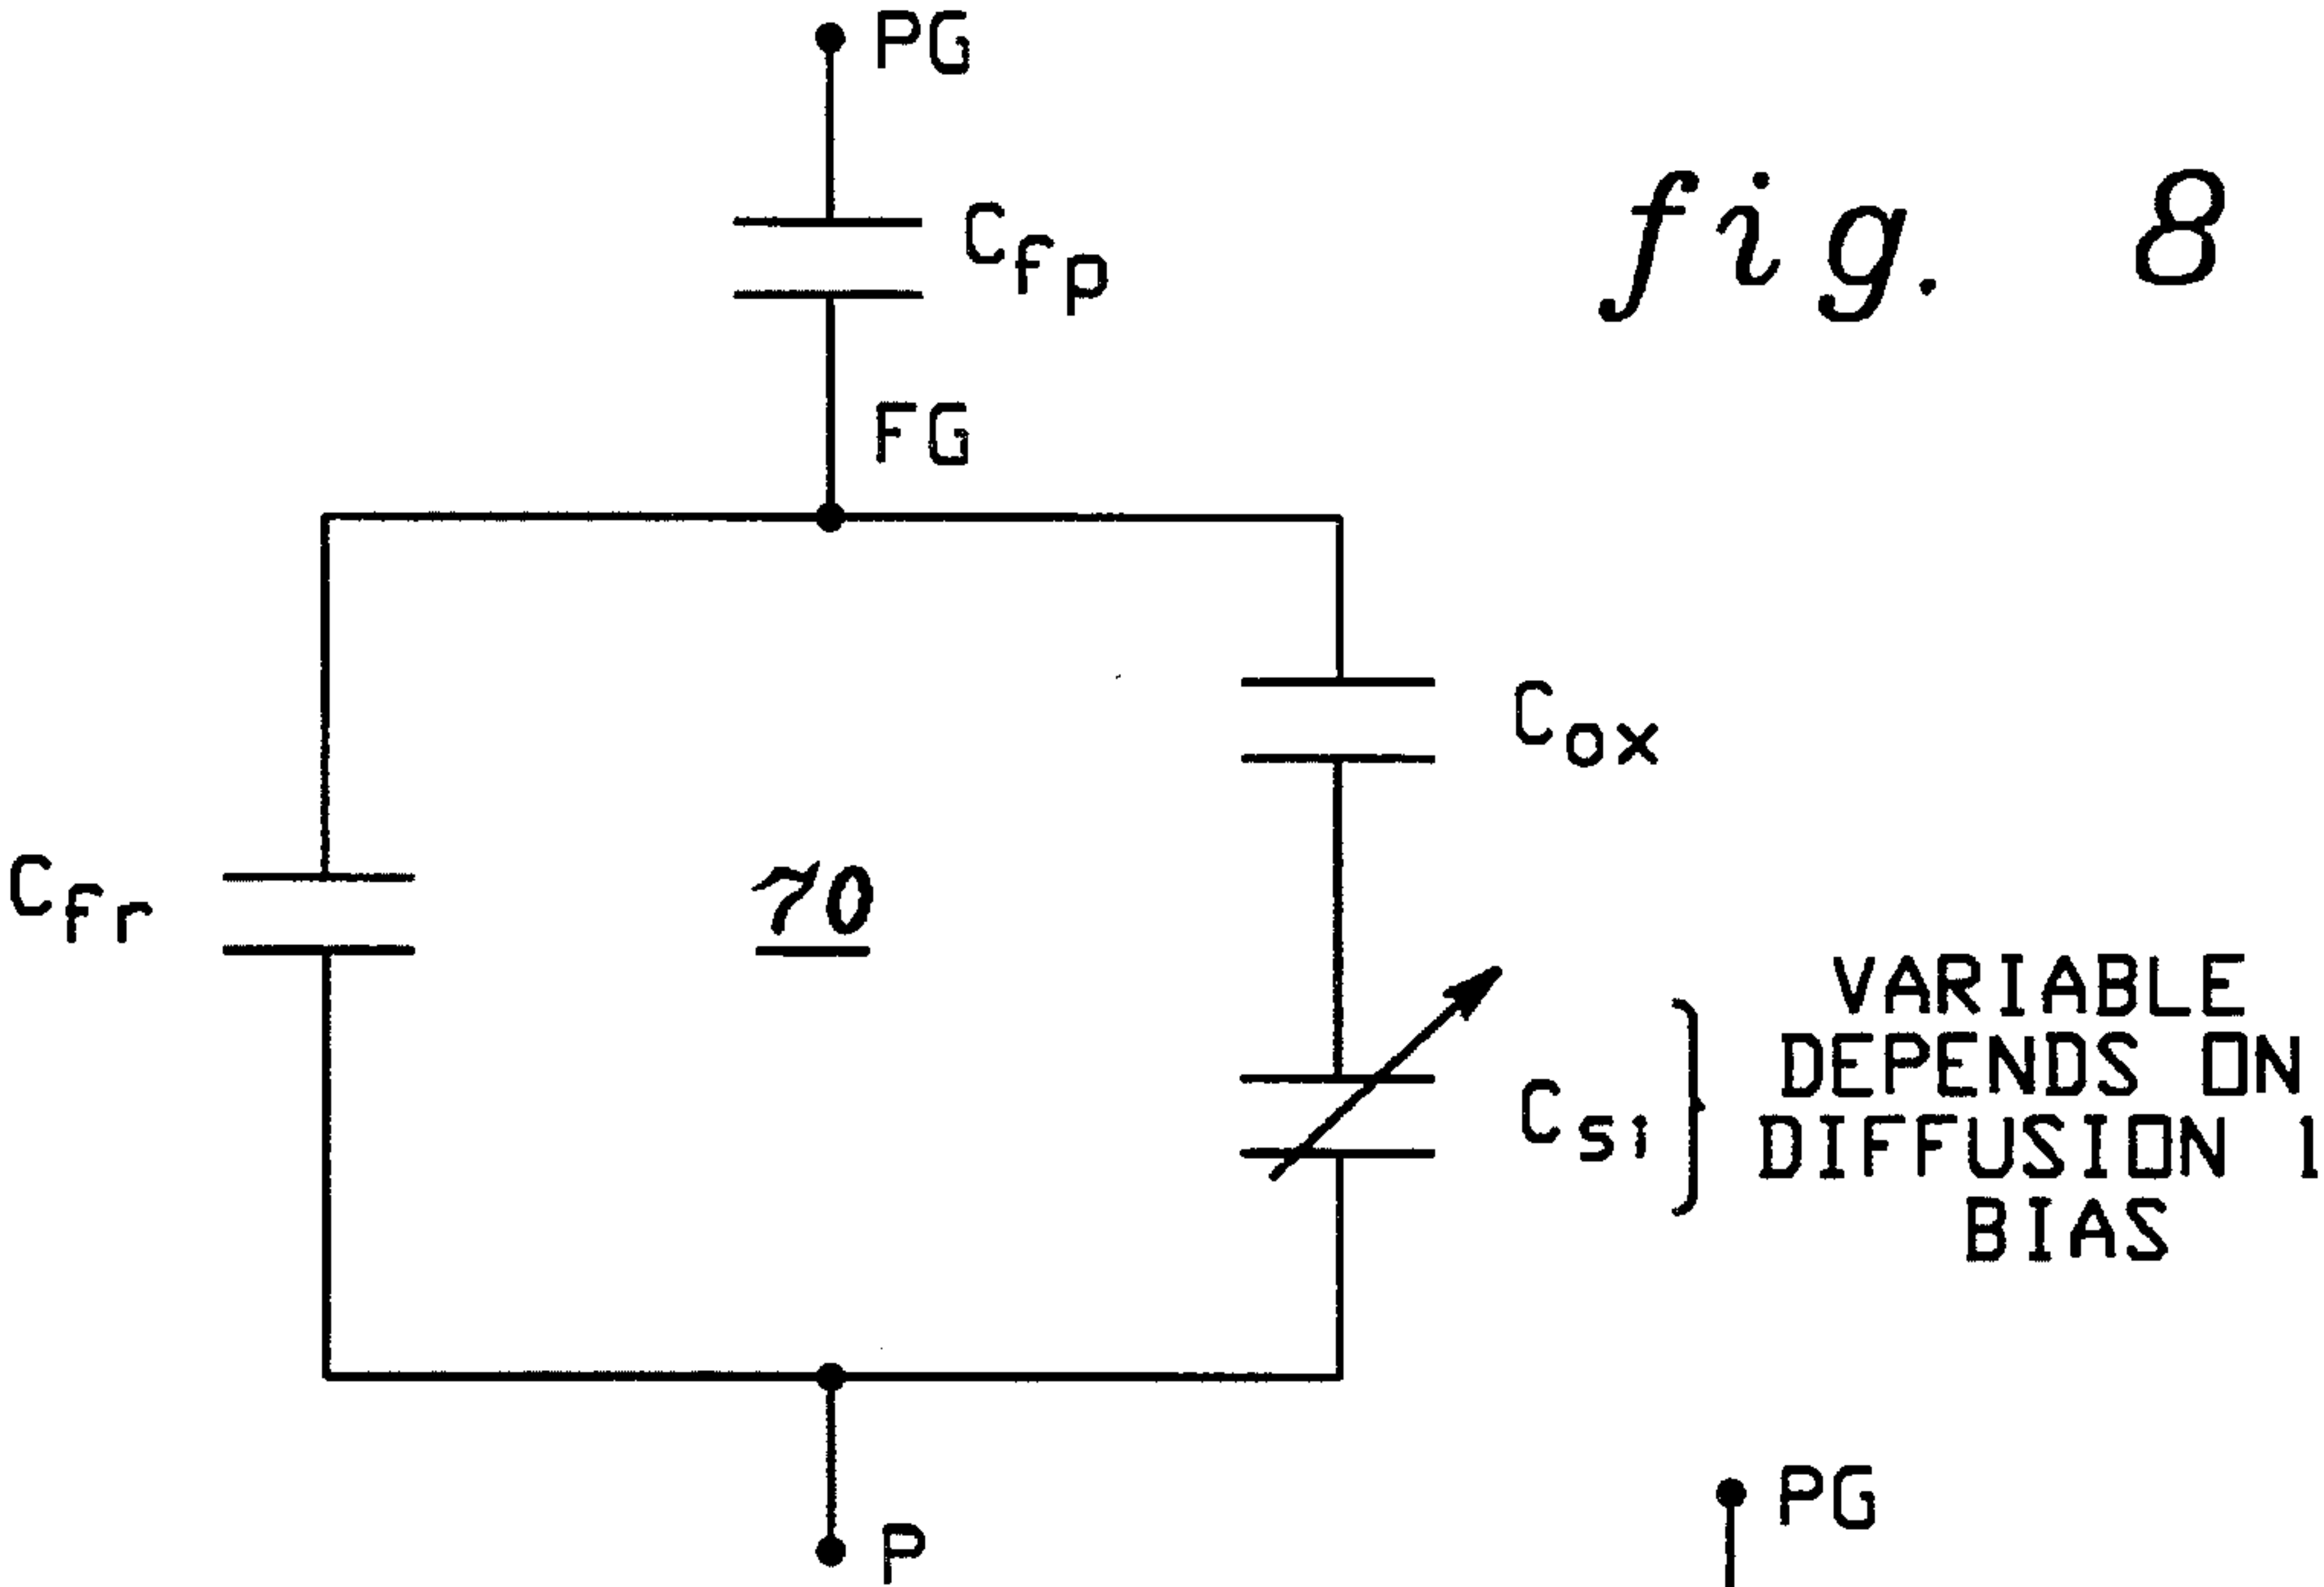 PG
fig. 8
Cfp
FG
Cox
Cfr
70
VARIABLE
DEPENDS ON
Csi
DIFFUSION 1
BIAS
PG
P